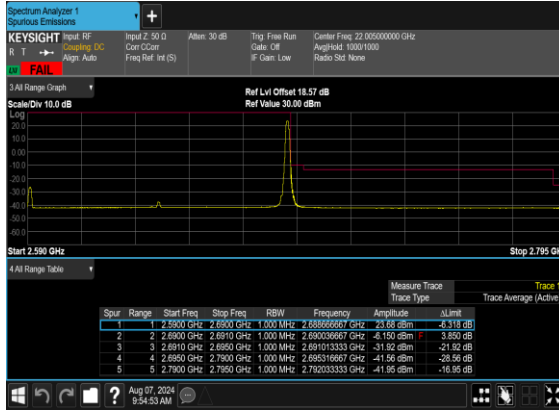 Spectrum Analyzer 1
Spurious Emissions
KEYSIGHT Input: RF Input Z: 50 Ω Atten: 30 dB Trig: Free Run Center Freq: 22.005000000 GHz
R T Coupling: DC Corr CCorr Gate: Off Avg|Hold: 1000/1000
Align: Auto Freq Ref: Int (S) IF Gain: Low Radio Std: None
FAIL
3 All Range Graph
Ref Lvl Offset 18.57 dB
Scale/Div 10.0 dB Ref Value 30.00 dBm
Log
20.0
10.0
0.00
-10.0
-20.0
-30.0
-40.0
-50.0
-60.0
Start 2.590 GHz Stop 2.795 G
4 All Range Table
Measure Trace Trace 1
Trace Type Trace Average (Active
Spur Range Start Freq Stop Freq RBW Frequency Amplitude ΔLimit
1 1 2.5900 GHz 2.6900 GHz 1.000 MHz 2.688666667 GHz 23.68 dBm -6.318 dB
2 2 2.6900 GHz 2.6910 GHz 1.000 MHz 2.690036667 GHz -6.150 dBm F 3.850 dB
3 3 2.6910 GHz 2.6950 GHz 1.000 MHz 2.691013333 GHz -31.92 dBm -21.92 dB
4 4 2.6950 GHz 2.7900 GHz 1.000 MHz 2.695316667 GHz -41.56 dBm -28.56 dB
5 5 2.7900 GHz 2.7950 GHz 1.000 MHz 2.792033333 GHz -41.95 dBm -16.95 dB
Aug 07, 2024
9:54:53 AM